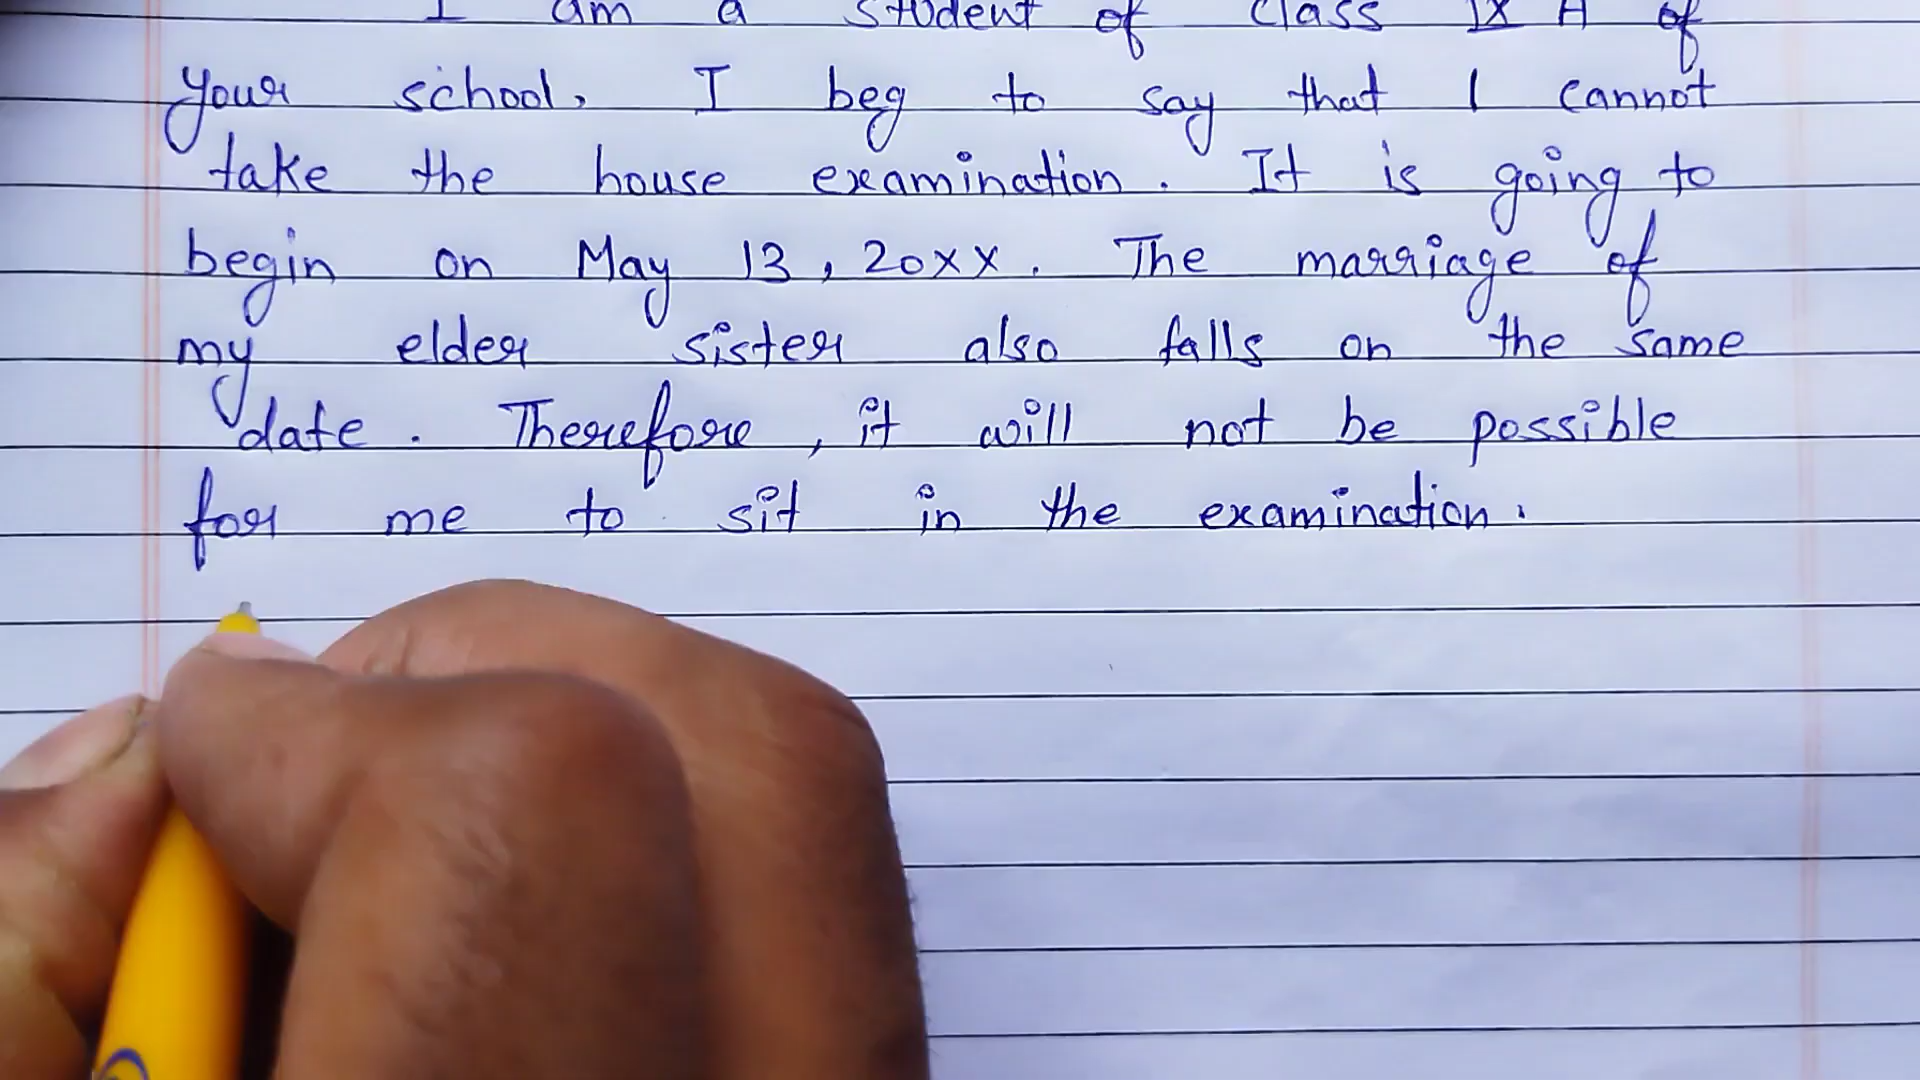 I am a student of class IX A of
your school. I beg to say that I cannot
take the house examination. It is going to
begin on May 13, 20xx. The marriage of
my elder sister also falls on the same
date. Therefore, it will not be possible
for me to sit in the examination.